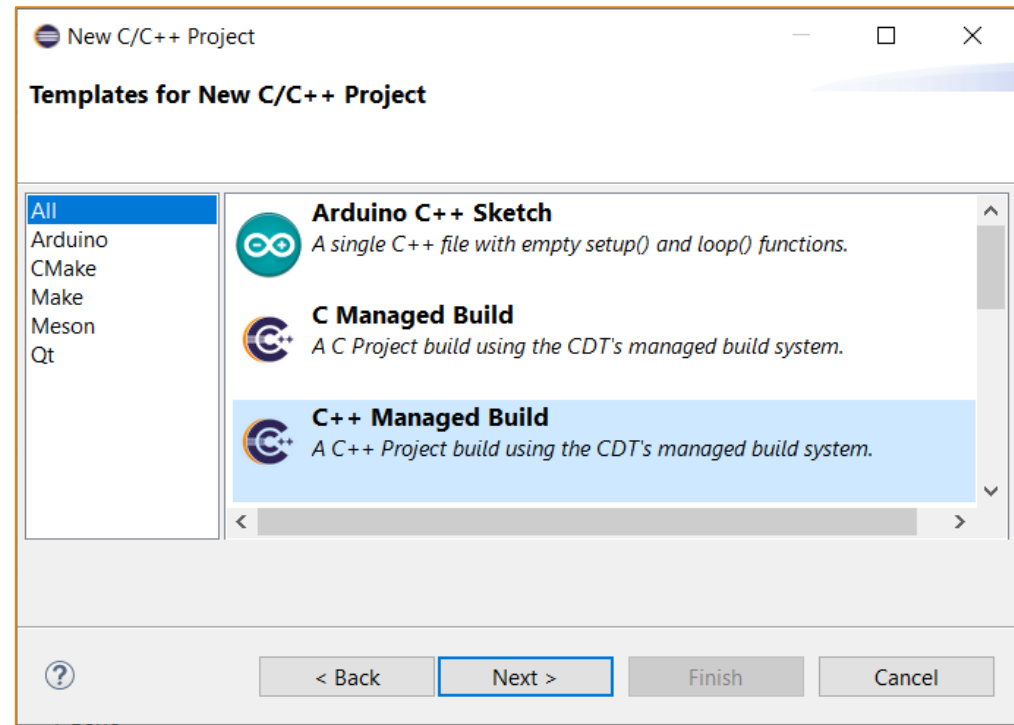 New C/C++ Project
Templates for New C/C++ Project
All
Arduino
CMake
Make
Meson
Qt
Arduino C++ Sketch
A single C++ file with empty setup() and loop() functions.
C Managed Build
A C Project build using the CDT's managed build system.
C++ Managed Build
A C++ Project build using the CDT's managed build system.
? < Back Next > Finish Cancel